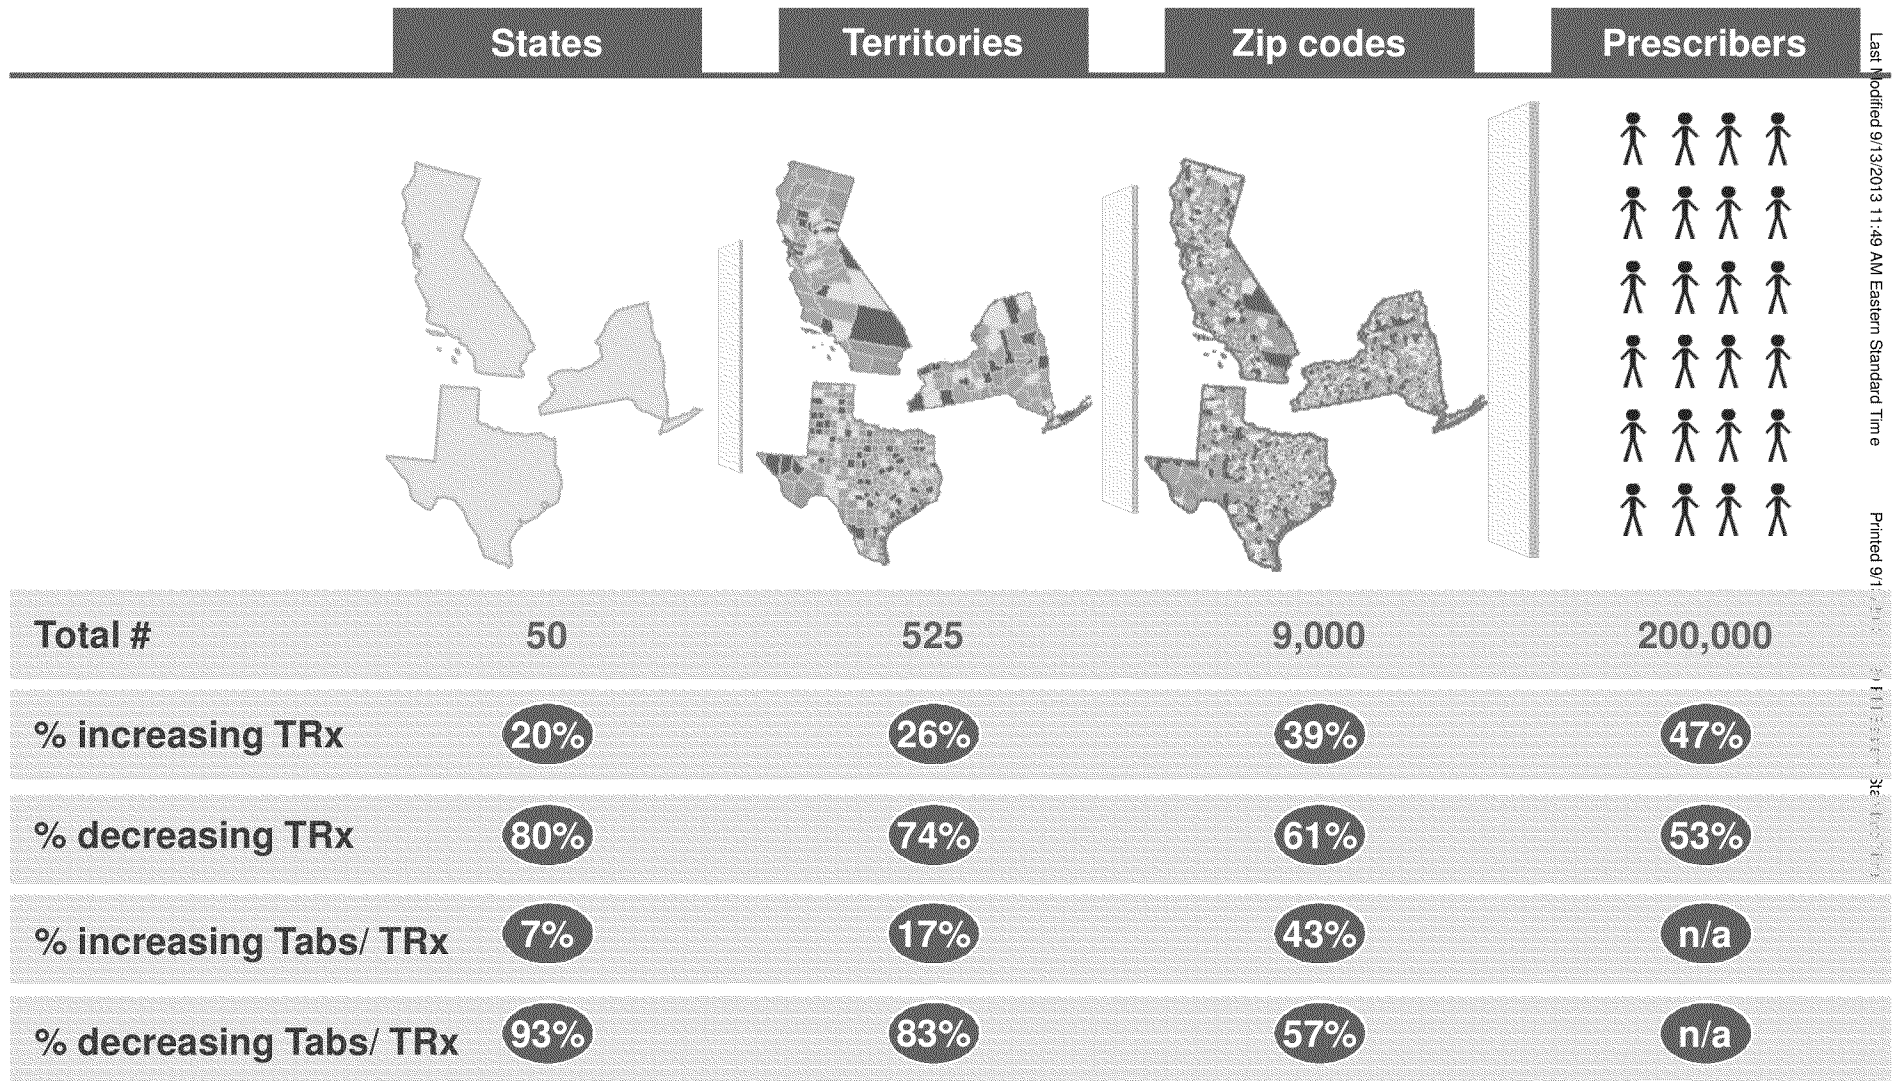 States Territories Zip codes Prescribers
Total # 50 525 9,000 200,000
% increasing TRx 20% 26% 39% 47%
% decreasing TRx 80% 74% 61% 53%
% increasing Tabs/ TRx 7% 17% 43% n/a
% decreasing Tabs/ TRx 93% 83% 57% n/a
Last Modified 9/13/2013 11:49 AM Eastern Standard Time
Printed